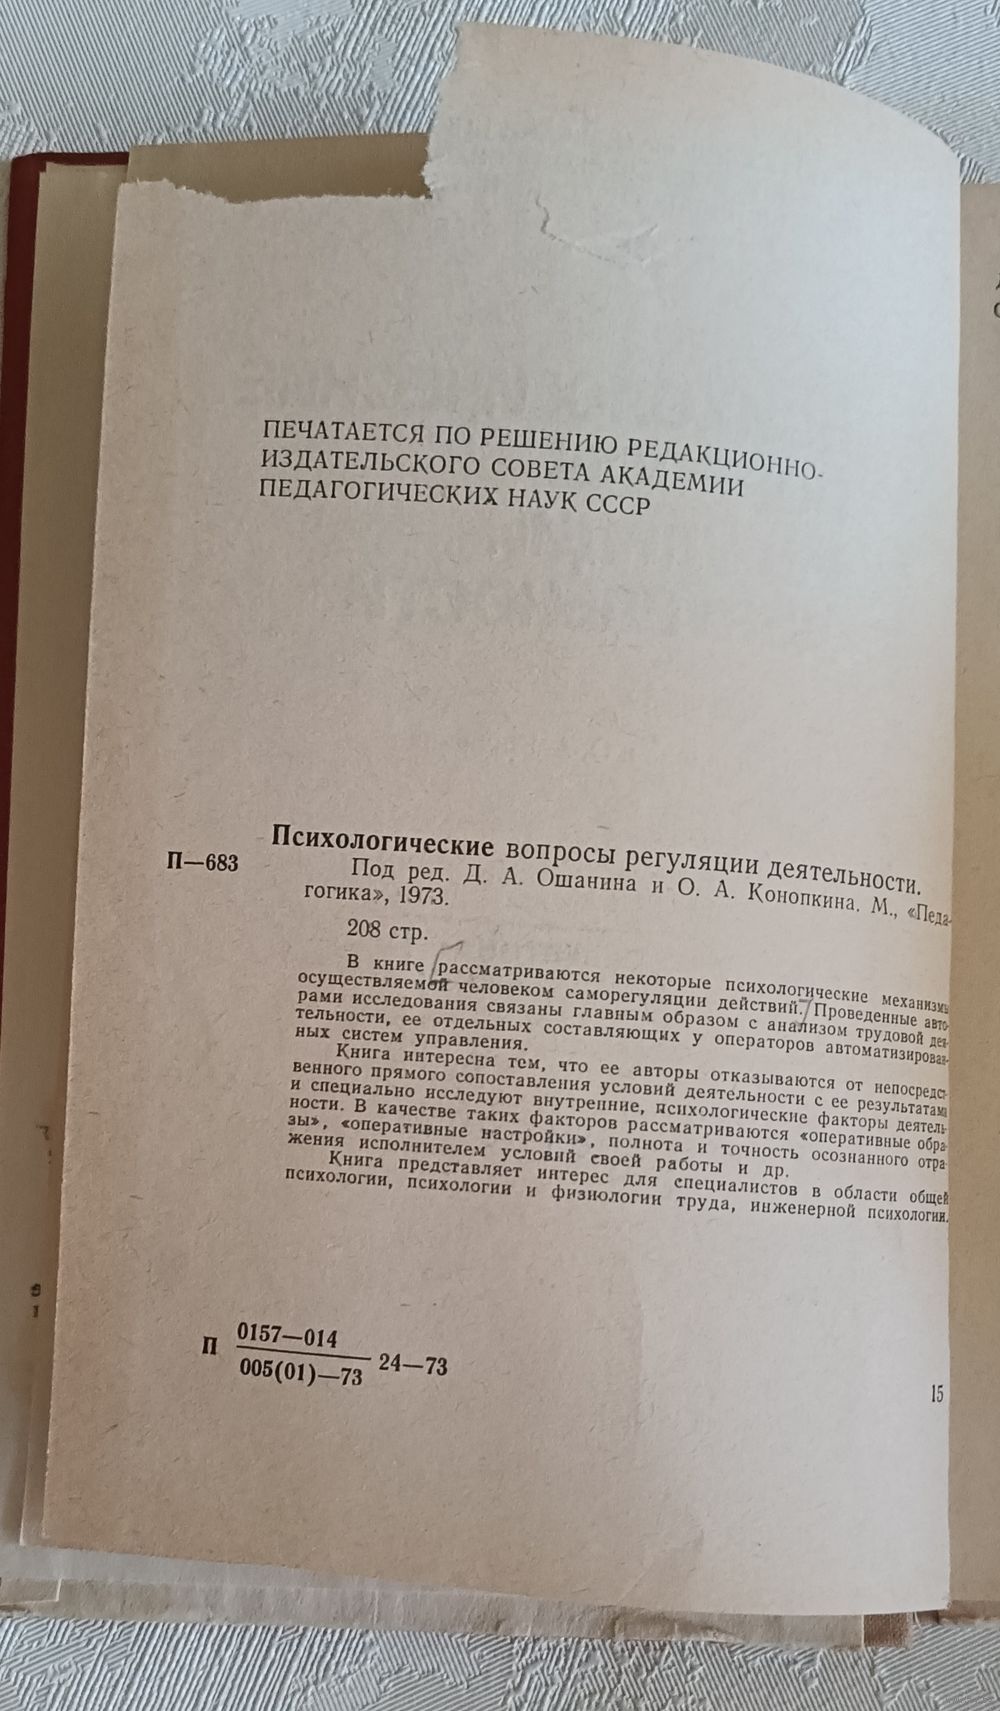 ПЕЧАТАЕТСЯ ПО РЕШЕНИЮ РЕДАКЦИОННО-
ИЗДАТЕЛЬСКОГО СОВЕТА АКАДЕМИИ
ПЕДАГОГИЧЕСКИХ НАУК СССР
Психологические вопросы регуляции деятельности.
П—683
Под ред. Д. А. Ошанина и О. А. Конопкина. М., «Педа-
гогика», 1973.
208 стр.
В книге рассматриваются некоторые психологические механизмы
осуществляемой человеком саморегуляции действий. Проведенные авто-
рами исследования связаны главным образом с анализом трудовой дея-
тельности, ее отдельных составляющих у операторов автоматизирован-
ных систем управления.
Книга интересна тем, что ее авторы отказываются от непосредст-
венного прямого сопоставления условий деятельности с ее результатами
и специально исследуют внутренние, психологические факторы деятель-
ности. В качестве таких факторов рассматриваются «оперативные обра-
зы», «оперативные настройки», полнота и точность осознанного отра-
жения исполнителем условий своей работы и др.
Книга представляет интерес для специалистов в области общей
психологии, психологии и физиологии труда, инженерной психологии.
П 0157—014
005(01)—73 24—73
15